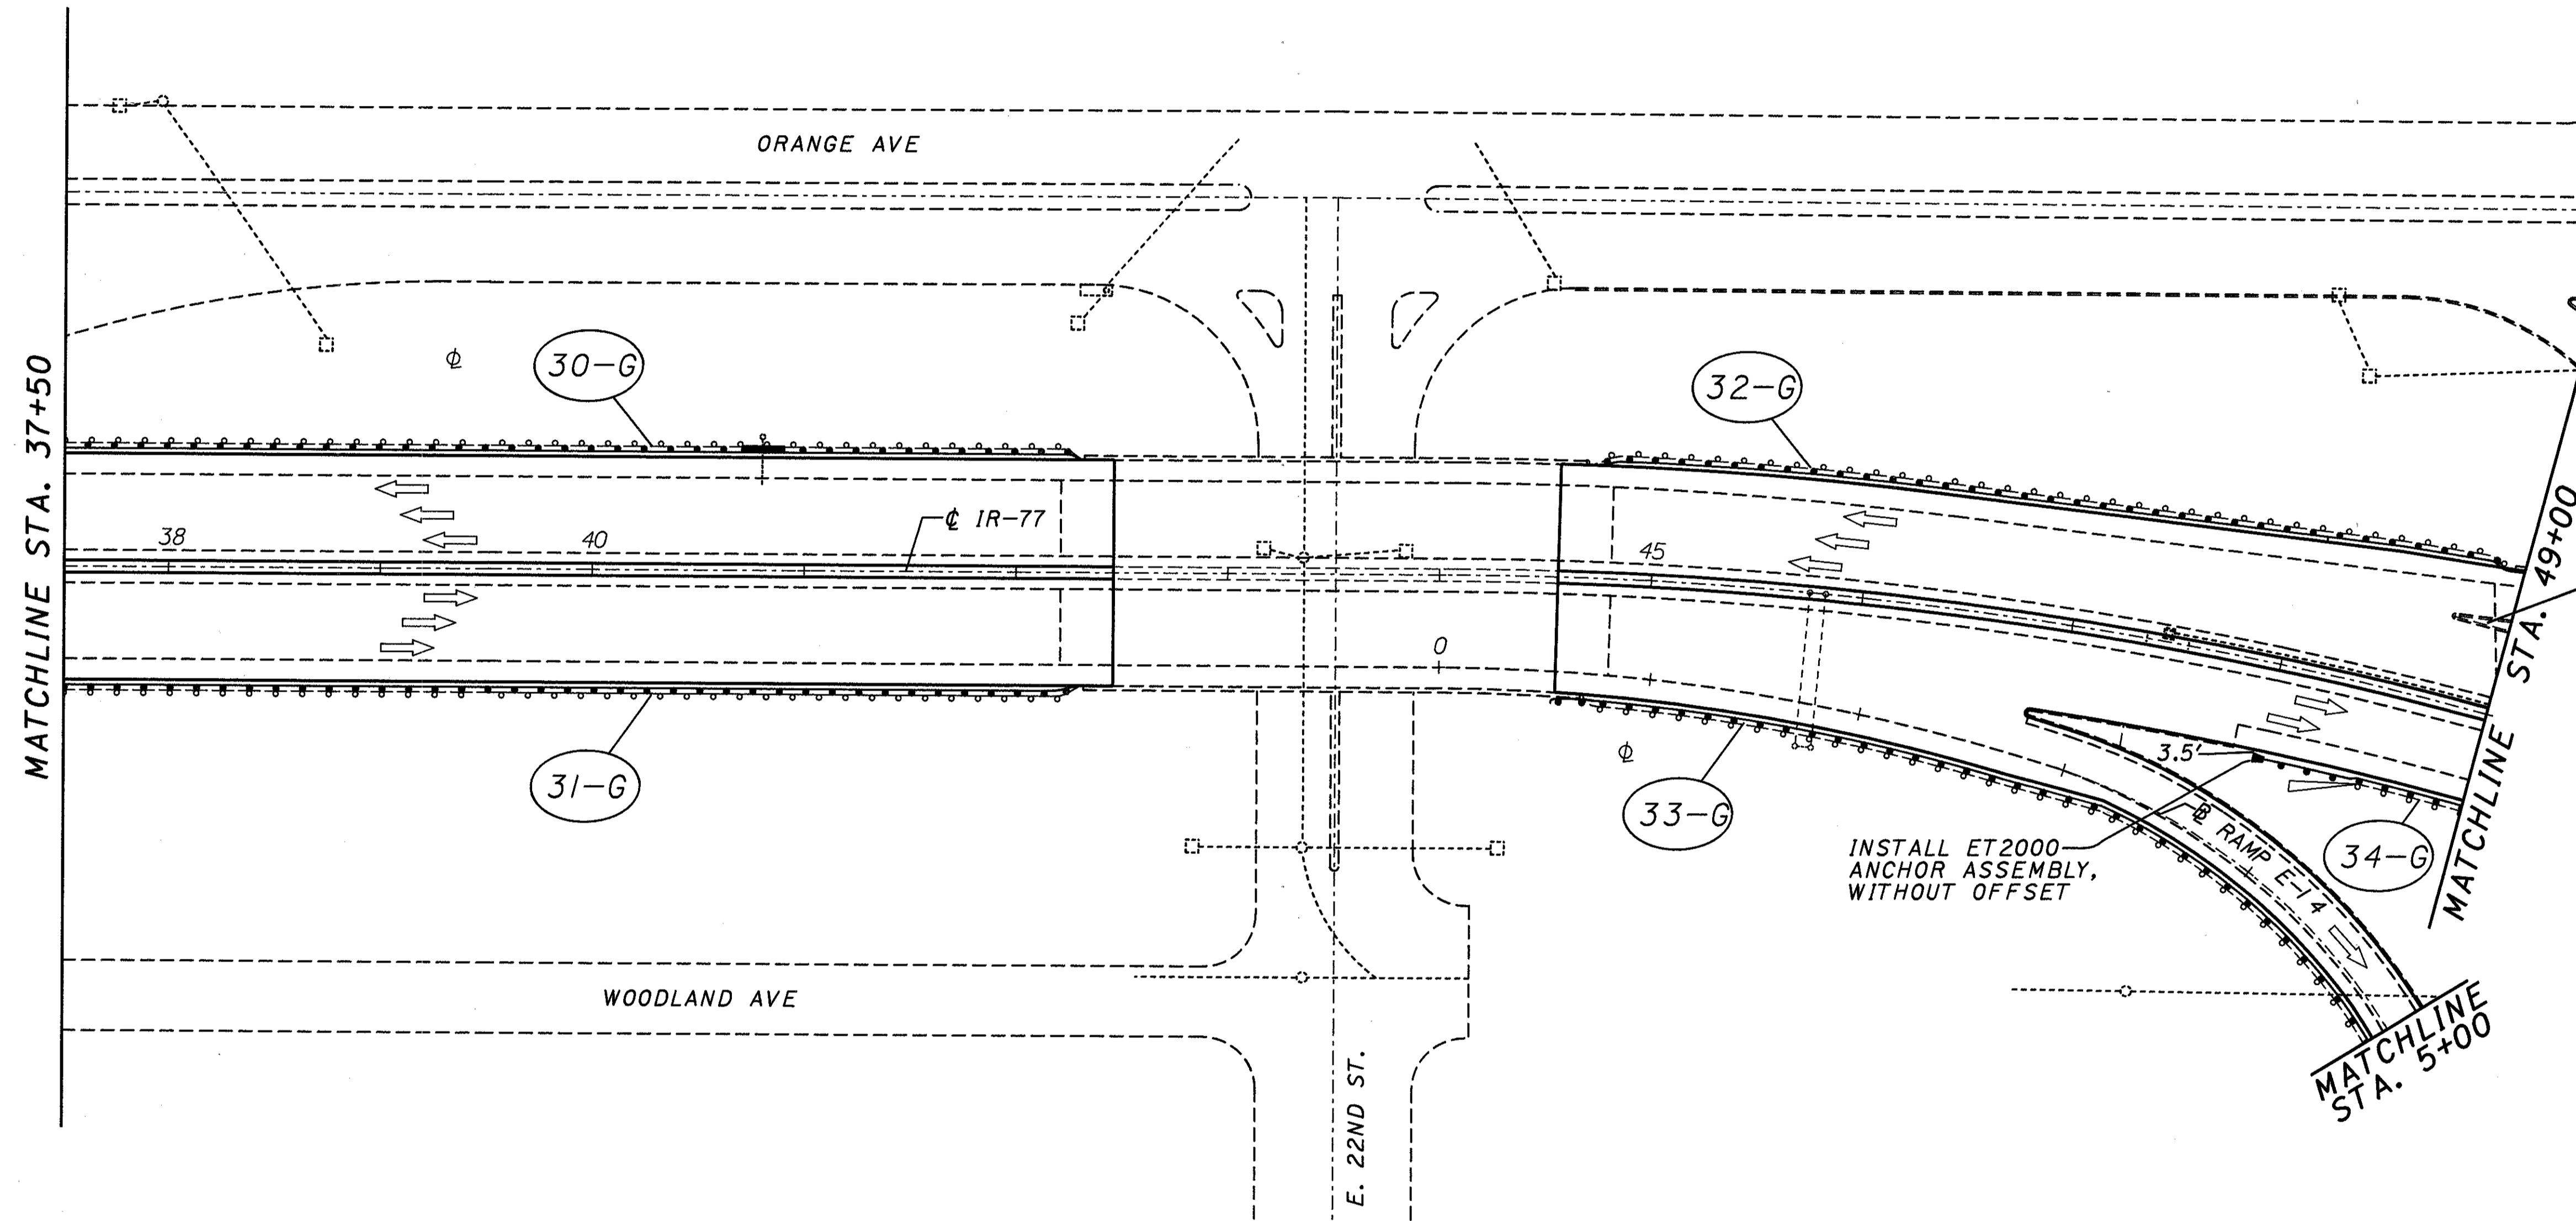 ORANGE AVE
MATCHLINE STA. 37+50
30-G
32-G
℄
℄ IR-77
38
40
45
0
MATCHLINE STA. 49+00
31-G
℄
33-G
3.5'
34-G
INSTALL ET2000
ANCHOR ASSEMBLY,
WITHOUT OFFSET
RAMP E-14
WOODLAND AVE
E. 22ND ST.
MATCHLINE
STA. 5+00